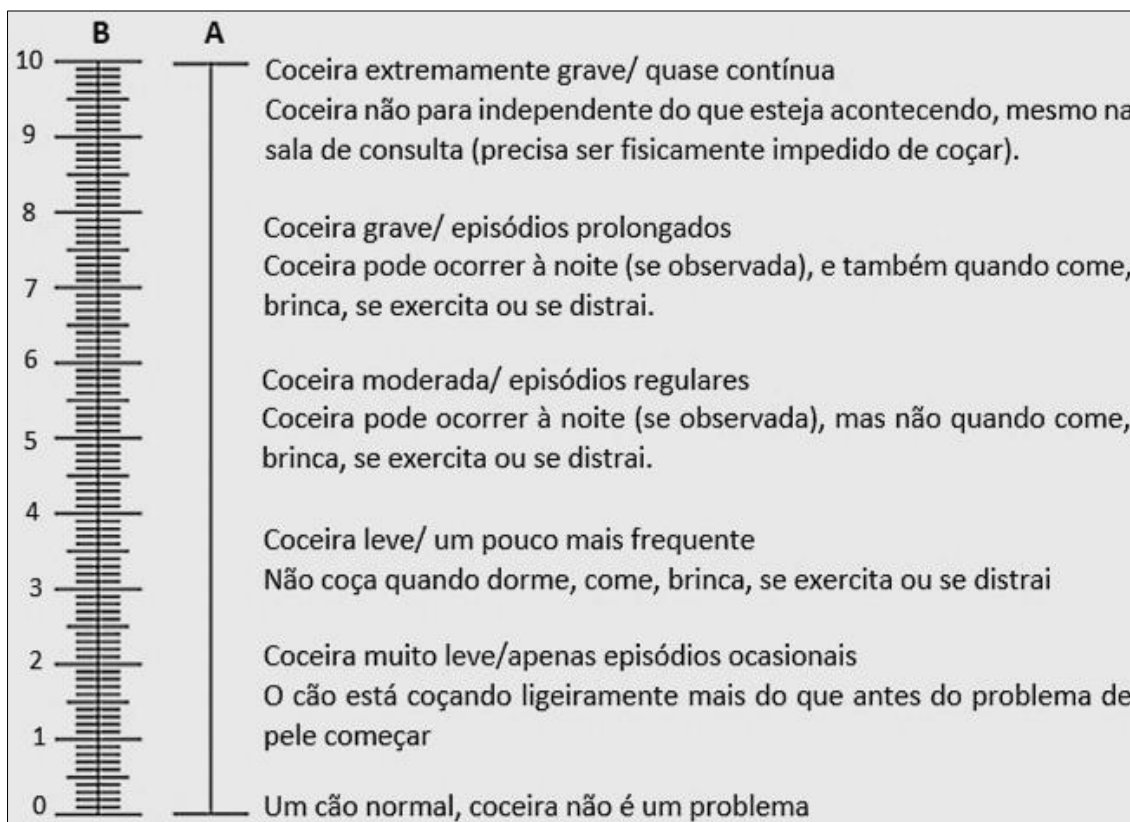 B A
10 Coceira extremamente grave/ quase contínua
Coceira não para independente do que esteja acontecendo, mesmo na
9
sala de consulta (precisa ser fisicamente impedido de coçar).
8 Coceira grave/ episódios prolongados
Coceira pode ocorrer à noite (se observada), e também quando come,
7
brinca, se exercita ou se distrai.
6 Coceira moderada/ episódios regulares
Coceira pode ocorrer à noite (se observada), mas não quando come,
5
brinca, se exercita ou se distrai.
4
Coceira leve/ um pouco mais frequente
3 Não coça quando dorme, come, brinca, se exercita ou se distrai
2 Coceira muito leve/apenas episódios ocasionais
O cão está coçando ligeiramente mais do que antes do problema de
1 pele começar
0 Um cão normal, coceira não é um problema